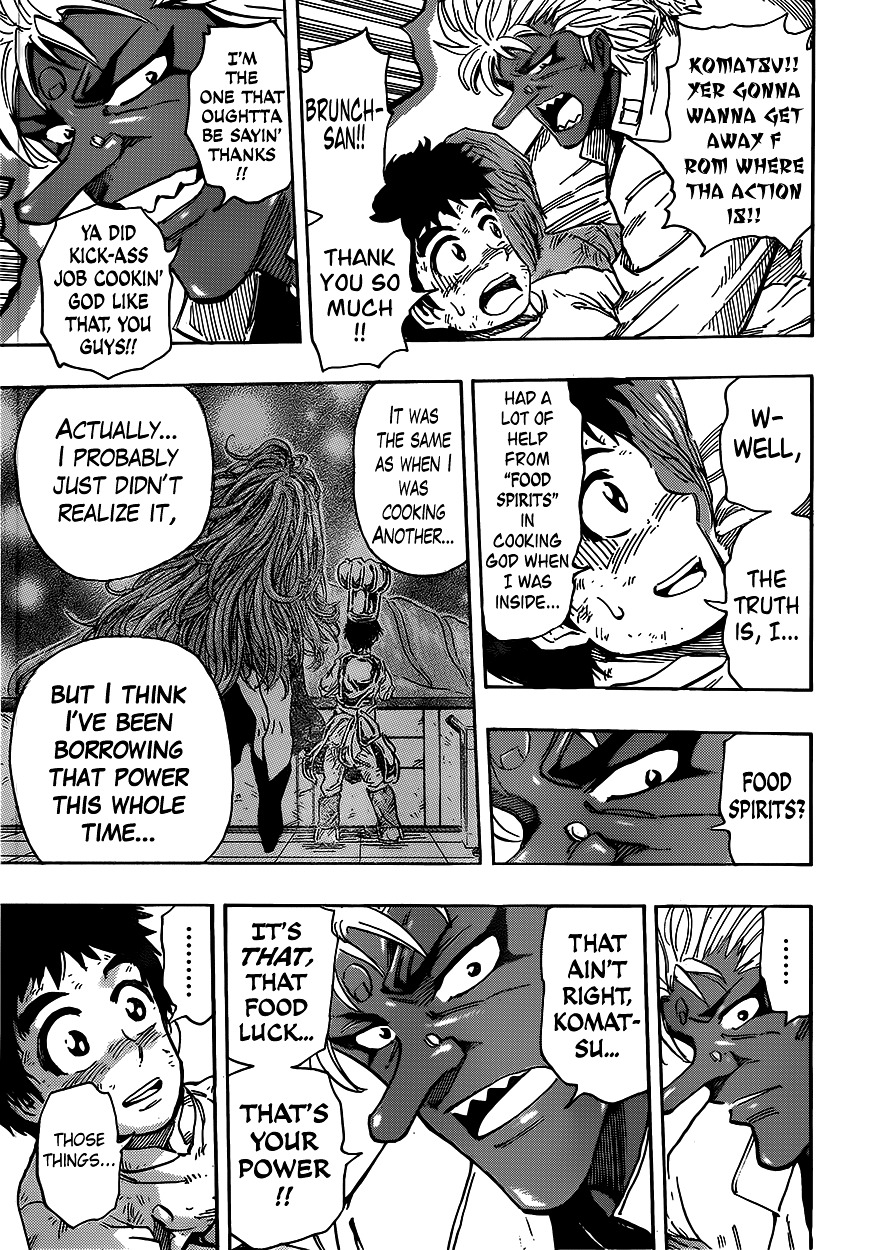 KOMATSU!!
YER GONNA
WANNA GET
AWAY F
ROM WHERE
THA ACTION
IS!!
BRUNCH-
SAN!!
THANK
YOU SO
MUCH
!!
I'M
THE
ONE THAT
OUGHTTA
BE SAYIN'
THANKS
!!
YA DID
KICK-ASS
JOB COOKIN'
GOD LIKE
THAT, YOU
GUYS!!
W-
WELL,
THE
TRUTH
IS, I...
HAD A
LOT OF
HELP
FROM
"FOOD
SPIRITS"
IN
COOKING
GOD WHEN
I WAS
INSIDE...
IT WAS
THE SAME
AS WHEN I
WAS
COOKING
ANOTHER...
ACTUALLY...
I PROBABLY
JUST DIDN'T
REALIZE IT,
BUT I THINK
I'VE BEEN
BORROWING
THAT POWER
THIS WHOLE
TIME...
FOOD
SPIRITS?
......
THAT
AIN'T
RIGHT,
KOMAT-
SU...
IT'S
THAT,
THAT
FOOD
LUCK...
THAT'S
YOUR
POWER
!!
........
THOSE
THINGS...